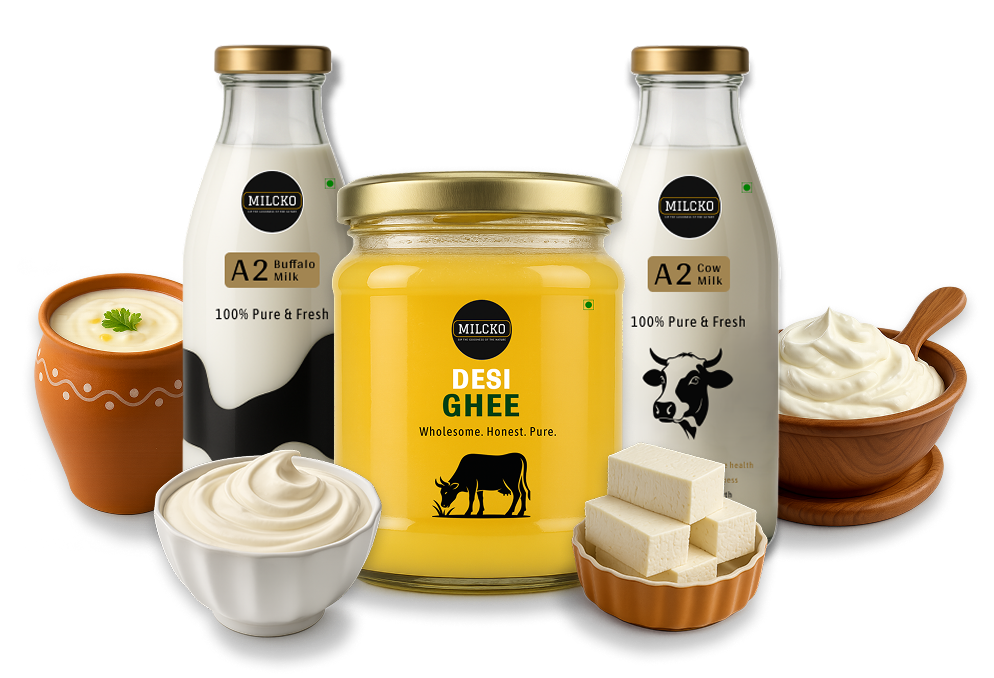 MILCKO
A2 Buffalo
Milk
100% Pure & Fresh
MILCKO
DESI
GHEE
Wholesome. Honest. Pure.
MILCKO
A2 Cow
Milk
100% Pure & Fresh
health